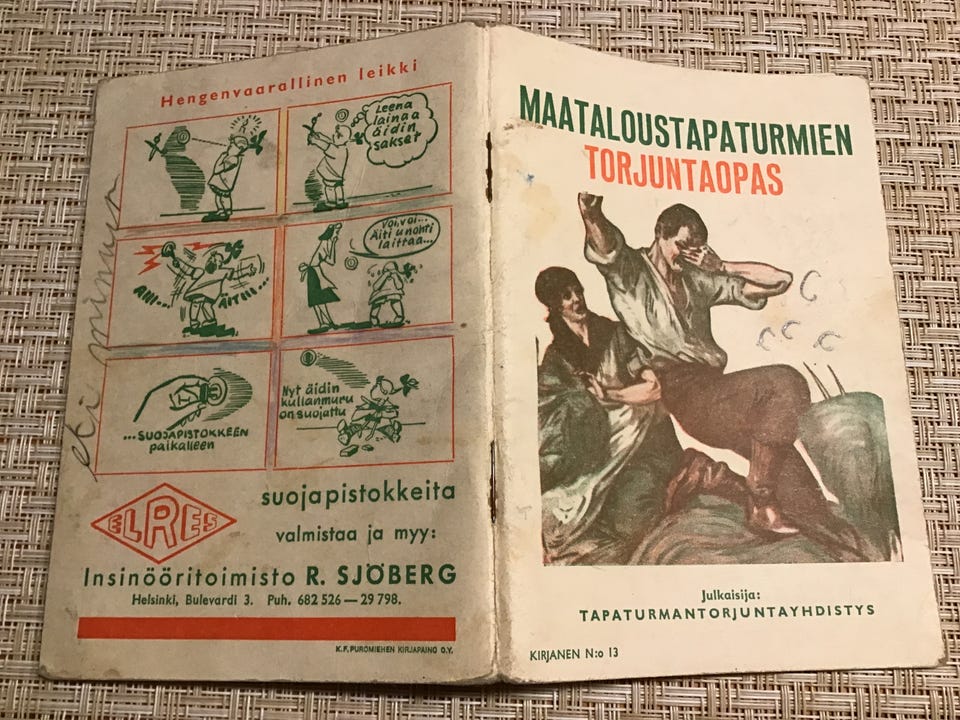 Hengenvaarallinen leikki
Leena
lainaa
äidin
sakset
AIII...
ÄITIII...
voi, voi...
Äiti unohti
laittaa...
...SUOJAPISTOKKEEN
paikalleen
Nyt äidin
kullanmuru
on suojattu
ELRES
suojapistokkeita
valmistaa ja myy:
Insinööritoimisto R. SJÖBERG
Helsinki, Bulevardi 3. Puh. 682 526 — 29 798.
K.F. PUROMIEHEN KIRJAPAINO O.Y.
MAATALOUSTAPATURMIEN
TORJUNTAOPAS
C
C C C
Julkaisija:
TAPATURMANTORJUNTAYHDISTYS
KIRJANEN N:o 13